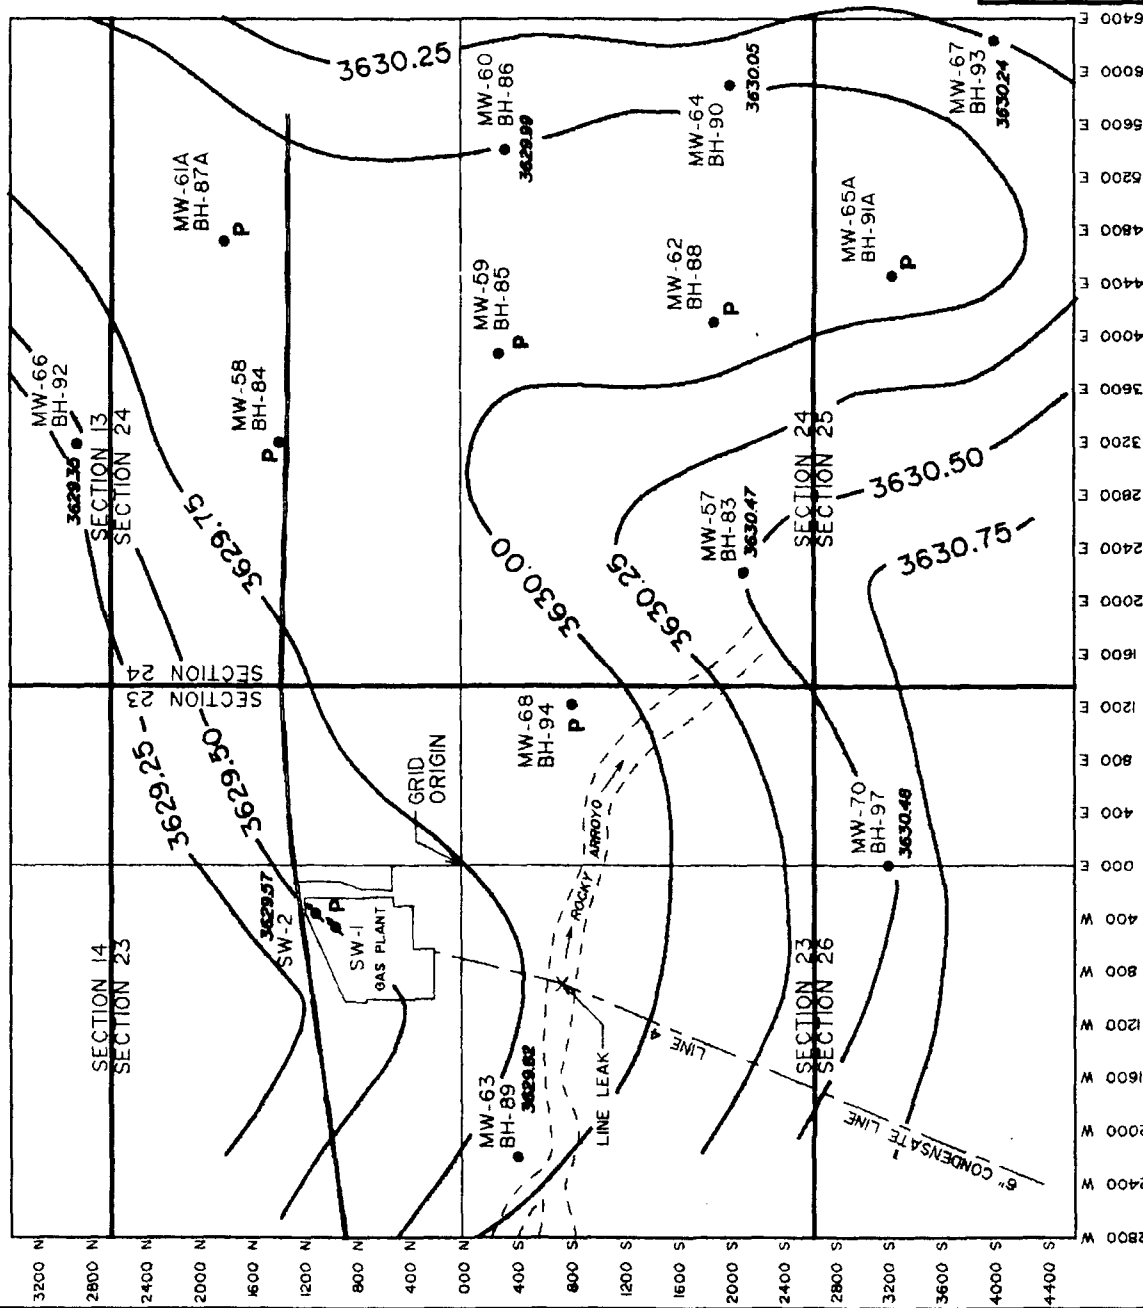 3630.25
MW-60
BH-86
3629.99
MW-64
BH-90
3630.05
MW-67
BH-93
3630.24
MW-61A
BH-87A
P
MW-59
BH-85
P
MW-62
BH-88
P
MW-65A
BH-91A
P
MW-66
BH-92
3629.36
SECTION 13
SECTION 24
MW-58
BH-84
P
3629.75
3630.00
3630.25
MW-57
BH-83
3630.47
SECTION 24
SECTION 25
3630.50
3630.75
SECTION 24
SECTION 23
3629.25
3629.50
MW-68
BH-94
P
GRID
ORIGIN
ROCKY ARROYO
MW-70
BH-97
3630.48
SECTION 14
SECTION 23
3629.57
SW-2
P
SW-1
GAS PLANT
LINE LEAK
4" LINE
SECTION 23
SECTION 26
MW-63
BH-89
3629.82
6" CONDENSATE LINE
3200 N
2800 N
2400 N
2000 N
1600 N
1200 N
800 N
400 N
000
400 S
800 S
1200 S
1600 S
2000 S
2400 S
2800 S
3200 S
3600 S
4000 S
4400 S
6400 E
6000 E
5600 E
5200 E
4800 E
4400 E
4000 E
3600 E
3200 E
2800 E
2400 E
2000 E
1600 E
1200 E
800 E
400 E
000 E
400 W
800 W
1200 W
1600 W
2000 W
2400 W
2800 W